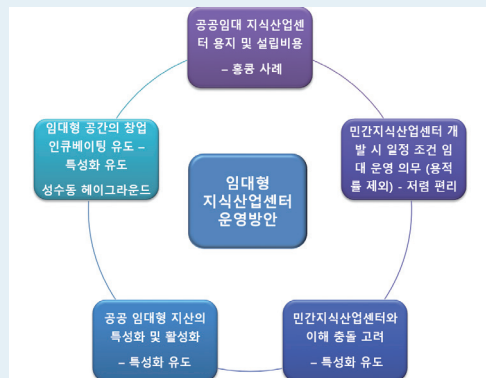 공공임대 지식산업센
터 용지 및 설립비용
– 홍콩 사례
임대형 공간의 창업
인큐베이팅 유도 –
특성화 유도
성수동 헤이그라운드
민간지식산업센터 개
발 시 일정 조건 임
대 운영 의무 (용적
률 제외) - 저렴 편리
임대형
지식산업센터
운영방안
공공 임대형 지산의
특성화 및 활성화
– 특성화 유도
민간지식산업센터와
이해 충돌 고려
– 특성화 유도